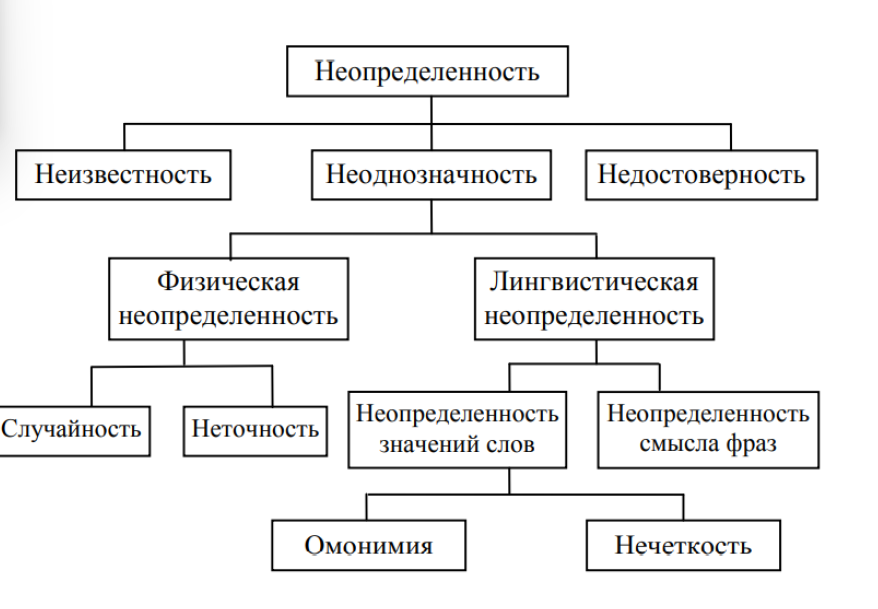 Неопределенность
Неизвестность
Неоднозначность
Недостоверность
Физическая
неопределенность
Лингвистическая
неопределенность
Случайность
Неточность
Неопределенность
значений слов
Неопределенность
смысла фраз
Омонимия
Нечеткость